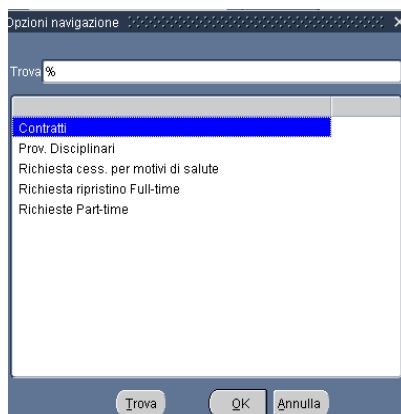 Opzioni navigazione
Trova %
Contratti
Prov. Disciplinari
Richiesta cess. per motivi di salute
Richiesta ripristino Full-time
Richieste Part-time
Trova OK Annulla